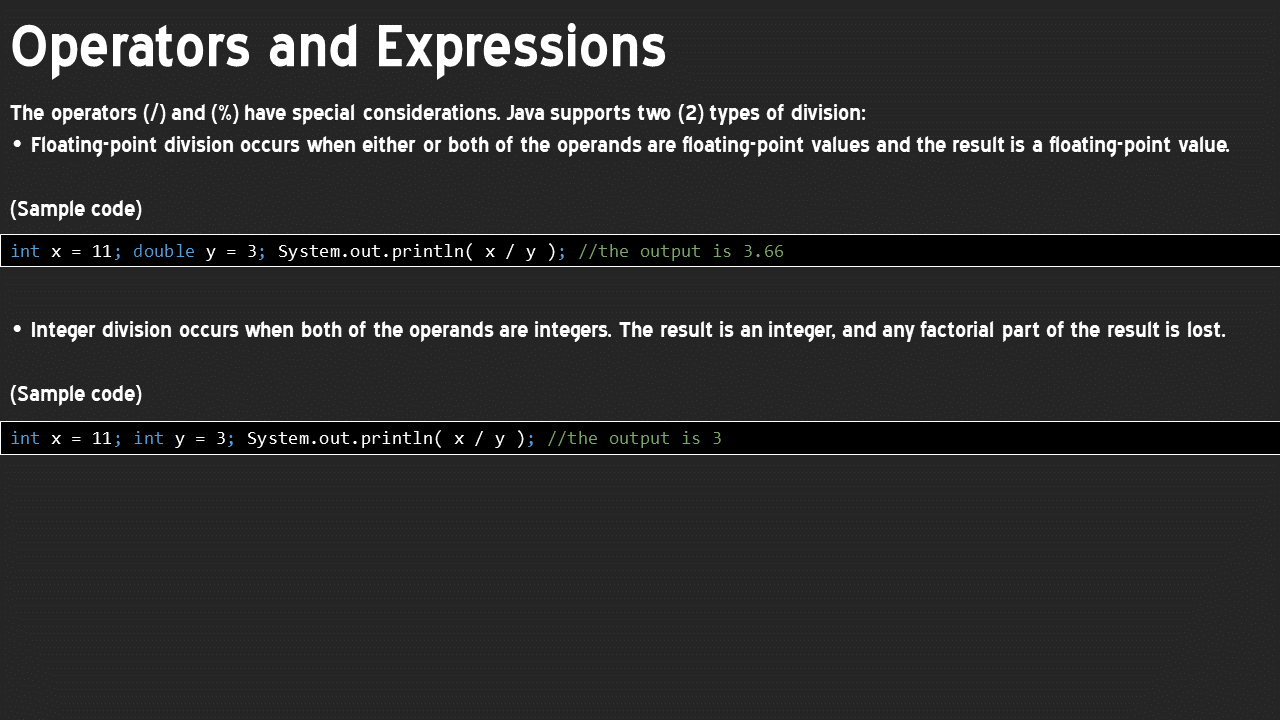 Operators and Expressions
The operators (/) and (%) have special considerations. Java supports two (2) types of division:
• Floating-point division occurs when either or both of the operands are floating-point values and the result is a floating-point value.
(Sample code)
int x = 11; double y = 3; System.out.println( x / y ); //the output is 3.66
• Integer division occurs when both of the operands are integers. The result is an integer, and any factorial part of the result is lost.
(Sample code)
int x = 11; int y = 3; System.out.println( x / y ); //the output is 3